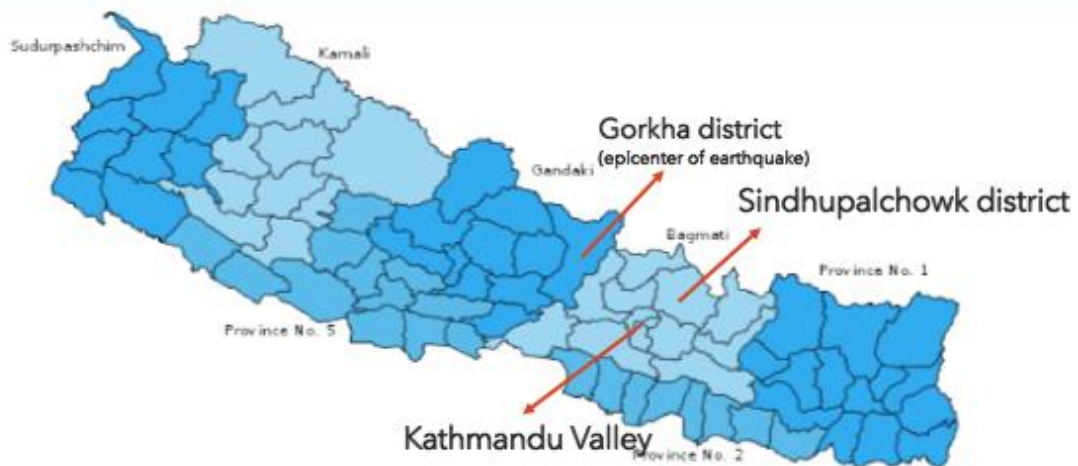 Sudurpashchim
Karnali
Gorkha district
(epicenter of earthquake)
Gandaki
Sindhupalchowk district
Bagmati
Province No. 1
Province No. 5
Kathmandu Valley
Province No. 2